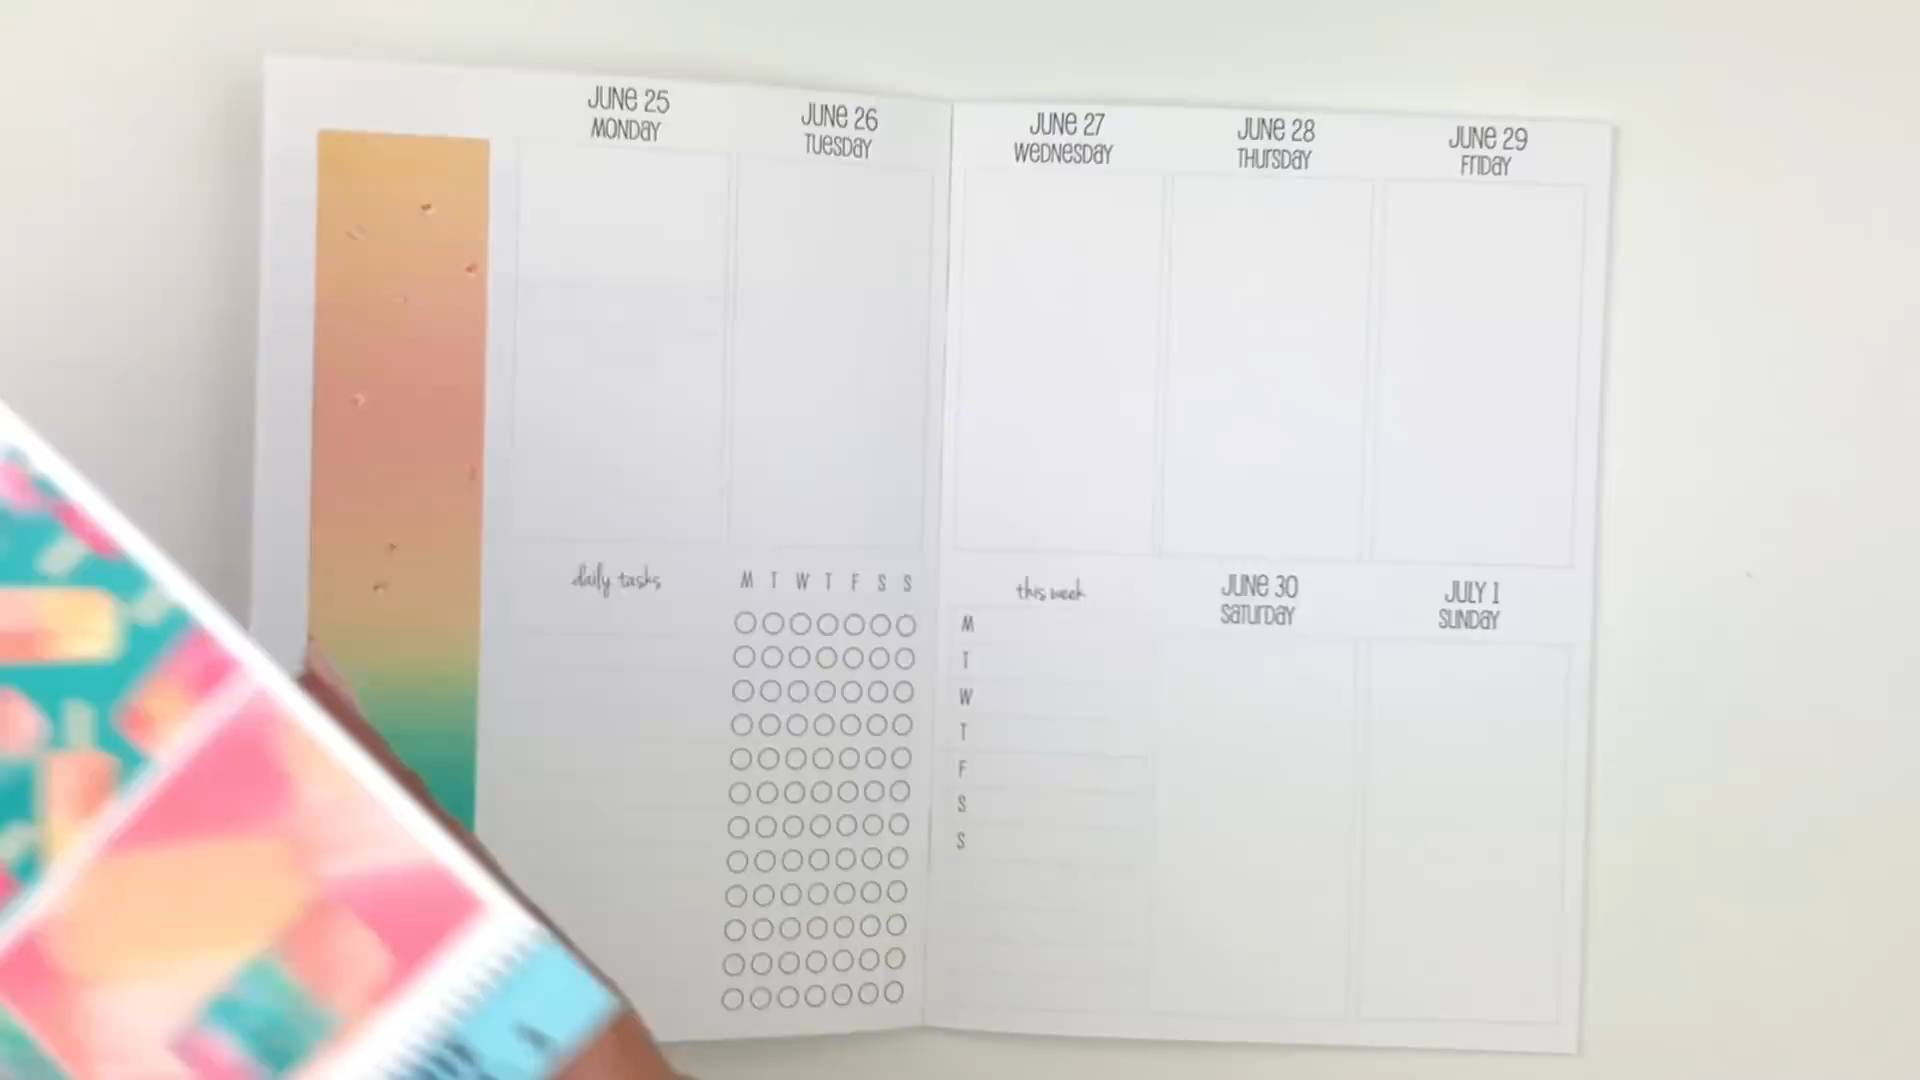 JUNE 25
MONDAY
JUNE 26
TUESDAY
JUNE 27
WEDNESDAY
JUNE 28
THURSDAY
JUNE 29
FRIDAY
daily tasks
M T W T F S S
this week
M
T
W
T
F
S
S
JUNE 30
SATURDAY
JULY 1
SUNDAY